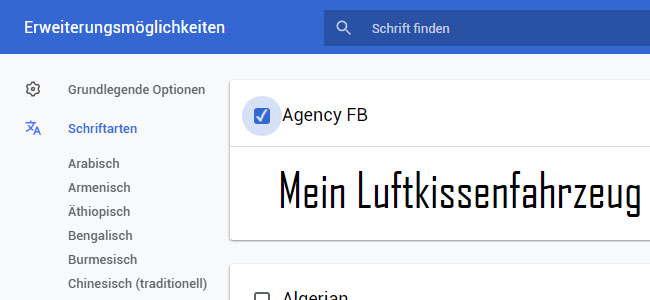 Erweiterungsmöglichkeiten
Schrift finden
Grundlegende Optionen
Schriftarten
Arabisch
Armenisch
Äthiopisch
Bengalisch
Burmesisch
Chinesisch (traditionell)
Agency FB
Mein Luftkissenfahrzeug
Algerian